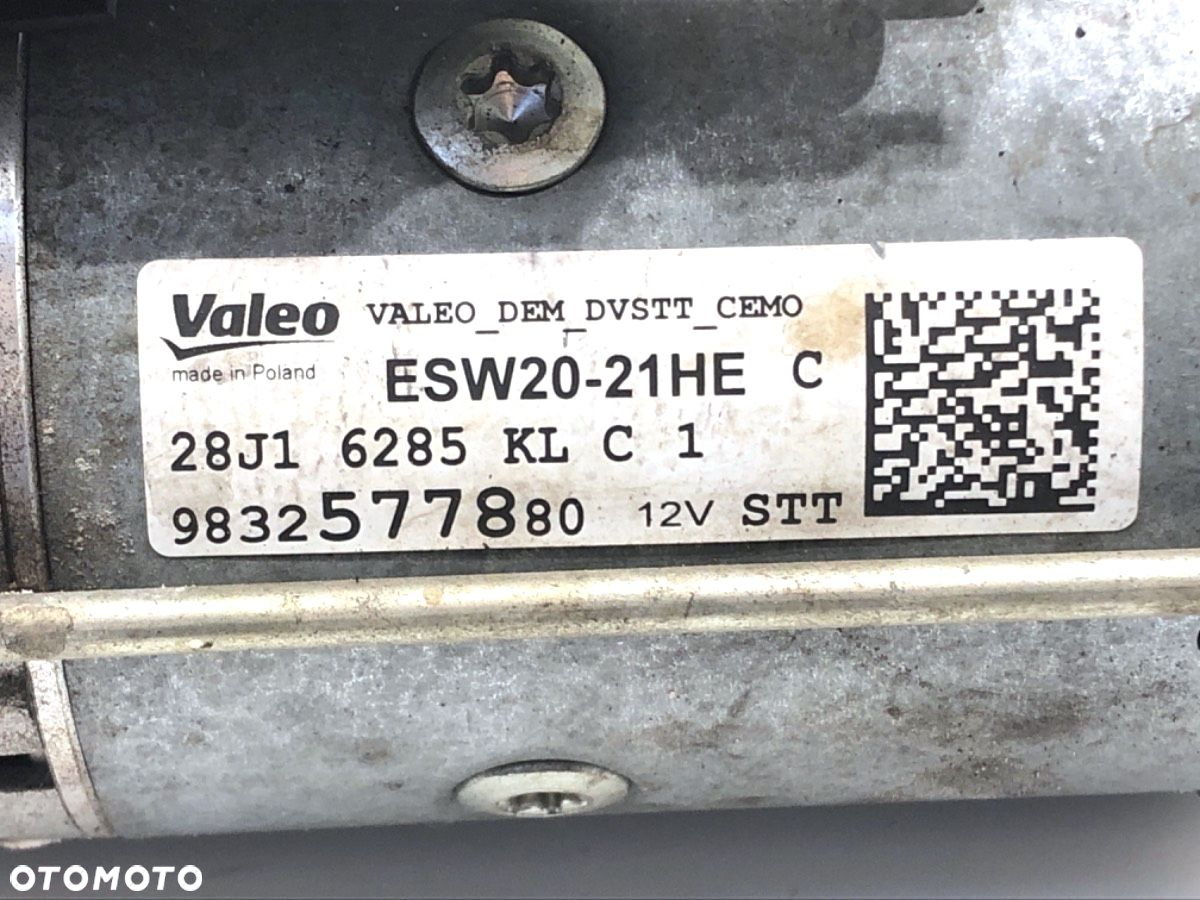 Valeo VALEO_DEM_DVSTT_CEMO
made in Poland ESW20-21HE C
28J1 6285 KL C 1
9832577880 12V STT
OTOMOTO